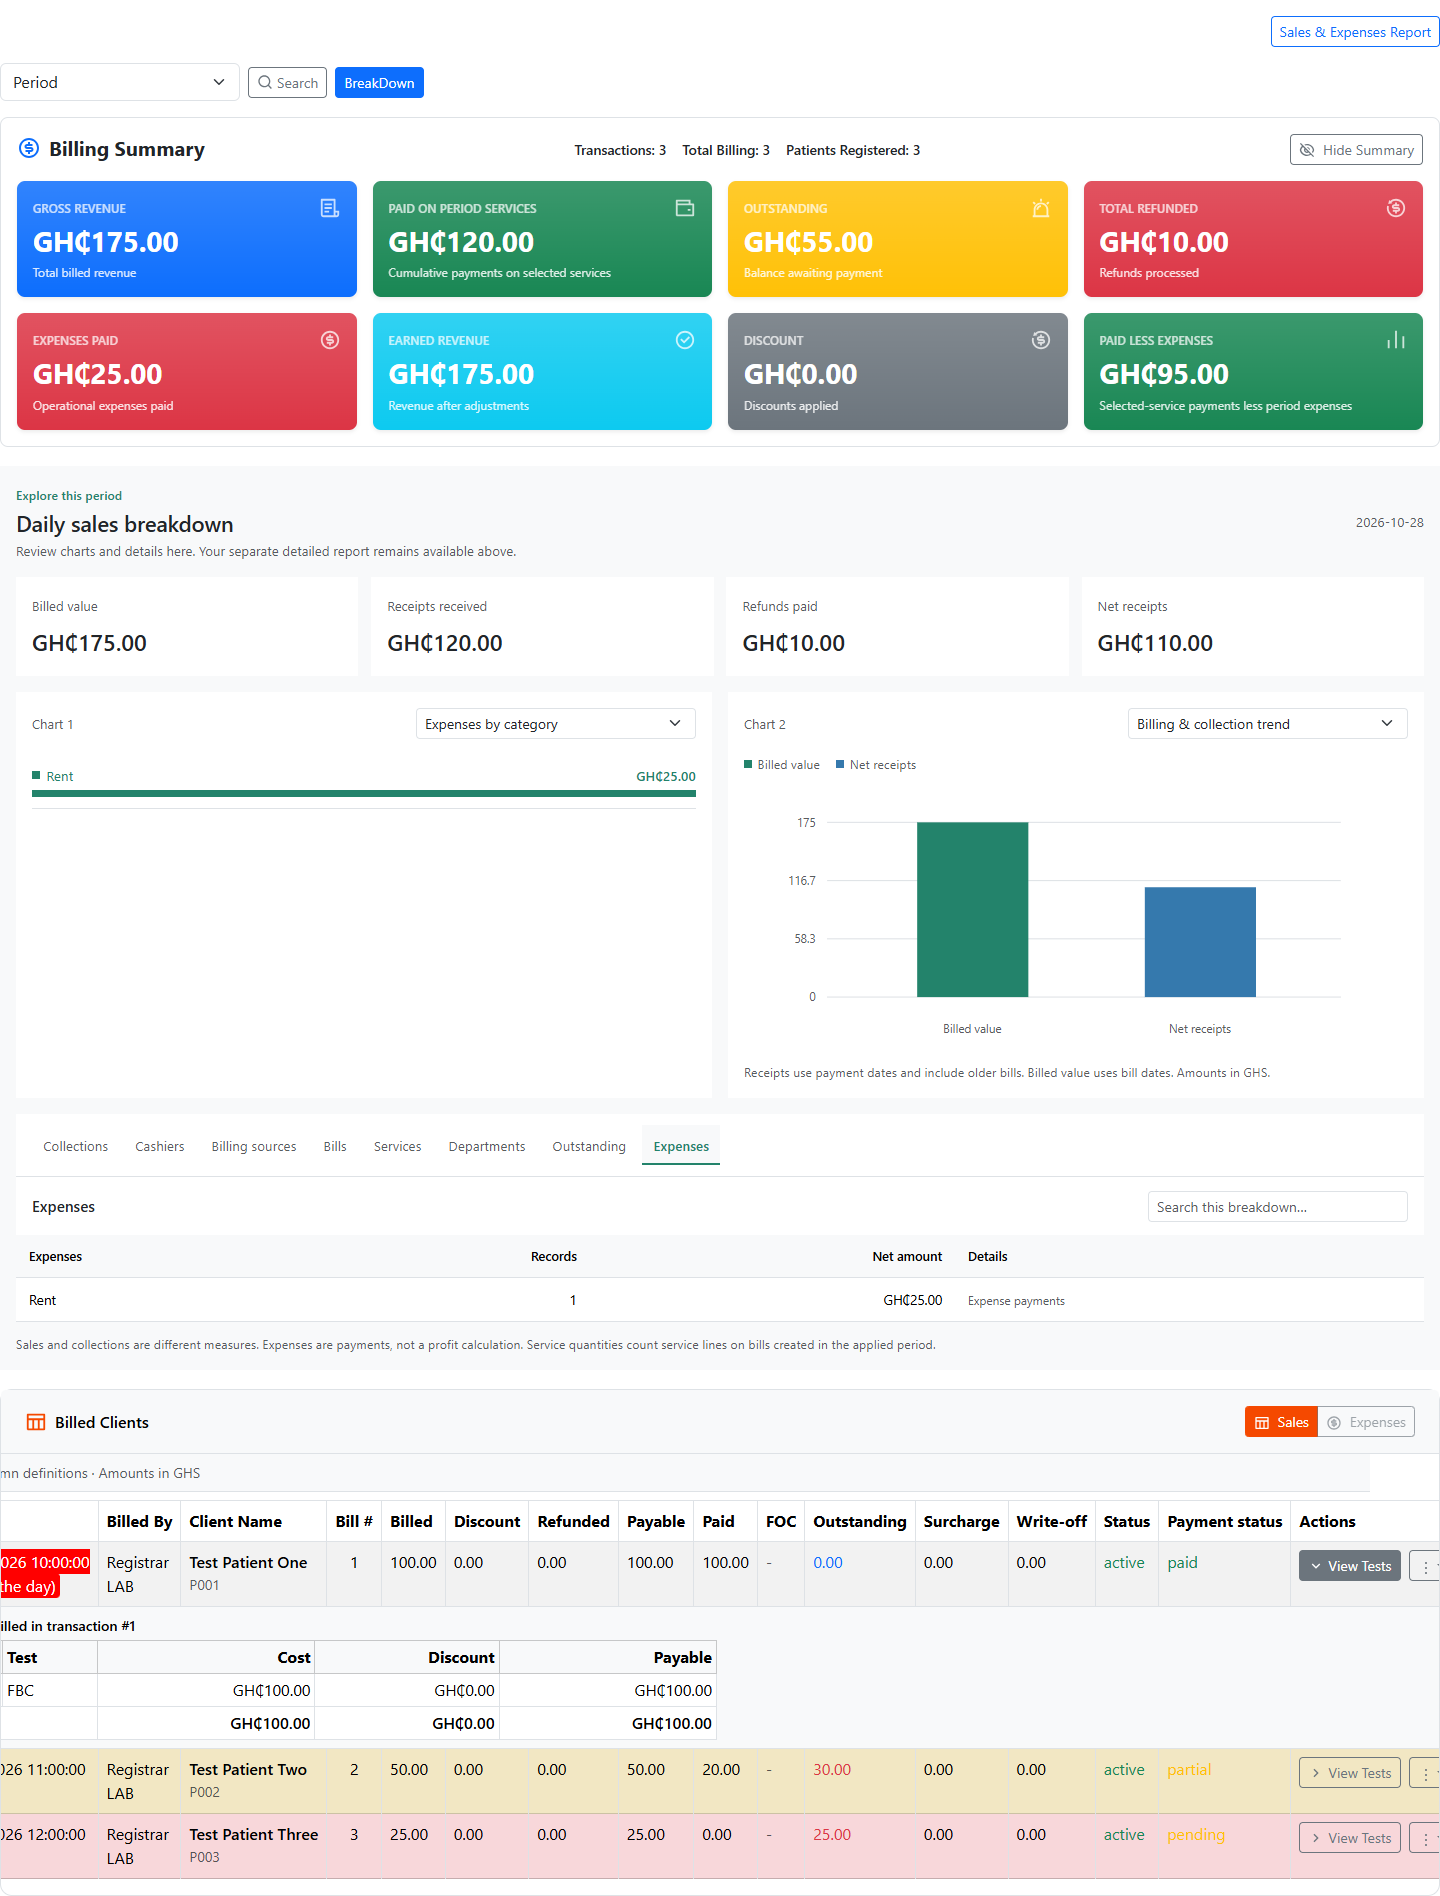 Sales & Expenses Report
Period
Search
BreakDown
Billing Summary
Transactions: 3 Total Billing: 3 Patients Registered: 3
Hide Summary
GROSS REVENUE
GH₵175.00
Total billed revenue
PAID ON PERIOD SERVICES
GH₵120.00
Cumulative payments on selected services
OUTSTANDING
GH₵55.00
Balance awaiting payment
TOTAL REFUNDED
GH₵10.00
Refunds processed
EXPENSES PAID
GH₵25.00
Operational expenses paid
EARNED REVENUE
GH₵175.00
Revenue after adjustments
DISCOUNT
GH₵0.00
Discounts applied
PAID LESS EXPENSES
GH₵95.00
Selected-service payments less period expenses
Explore this period
Daily sales breakdown
2026-10-28
Review charts and details here. Your separate detailed report remains available above.
Billed value
GH₵175.00
Receipts received
GH₵120.00
Refunds paid
GH₵10.00
Net receipts
GH₵110.00
Chart 1
Expenses by category
Rent GH₵25.00
Chart 2
Billing & collection trend
Billed value Net receipts
175
116.7
58.3
0
Billed value Net receipts
Receipts use payment dates and include older bills. Billed value uses bill dates. Amounts in GHS.
Collections Cashiers Billing sources Bills Services Departments Outstanding Expenses
Expenses
Search this breakdown...
Expenses Records Net amount Details
Rent 1 GH₵25.00 Expense payments
Sales and collections are different measures. Expenses are payments, not a profit calculation. Service quantities count service lines on bills created in the applied period.
Billed Clients
Sales Expenses
mn definitions · Amounts in GHS
Billed By Client Name Bill # Billed Discount Refunded Payable Paid FOC Outstanding Surcharge Write-off Status Payment status Actions
026 10:00:00 Registrar Test Patient One 1 100.00 0.00 0.00 100.00 100.00 - 0.00 0.00 0.00 active paid View Tests
the day) LAB P001
illed in transaction #1
Test Cost Discount Payable
FBC GH₵100.00 GH₵0.00 GH₵100.00
GH₵100.00 GH₵0.00 GH₵100.00
026 11:00:00 Registrar Test Patient Two 2 50.00 0.00 0.00 50.00 20.00 - 30.00 0.00 0.00 active partial View Tests
LAB P002
026 12:00:00 Registrar Test Patient Three 3 25.00 0.00 0.00 25.00 0.00 - 25.00 0.00 0.00 active pending View Tests
LAB P003